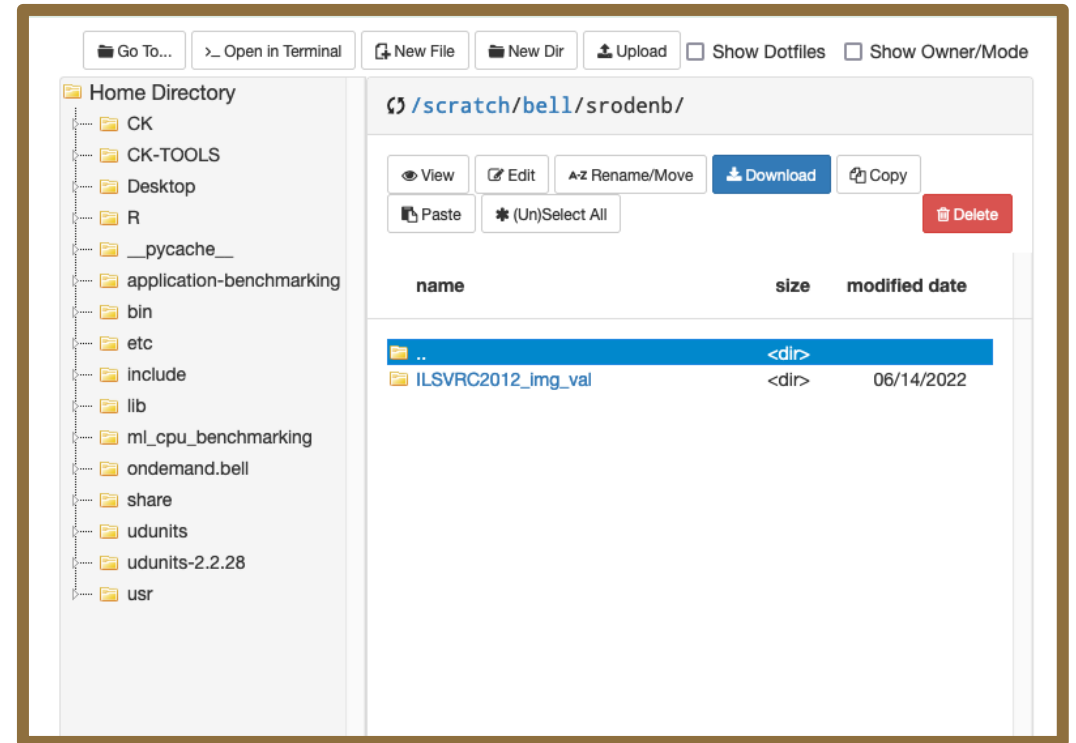 Go To... >_ Open in Terminal New File New Dir Upload Show Dotfiles Show Owner/Mode
Home Directory
CK
CK-TOOLS
Desktop
R
__pycache__
application-benchmarking
bin
etc
include
lib
ml_cpu_benchmarking
ondemand.bell
share
udunits
udunits-2.2.28
usr
/scratch/bell/srodenb/
View Edit A-Z Rename/Move Download Copy
Paste (Un)Select All Delete
name size modified date
.. <dir>
ILSVRC2012_img_val <dir> 06/14/2022